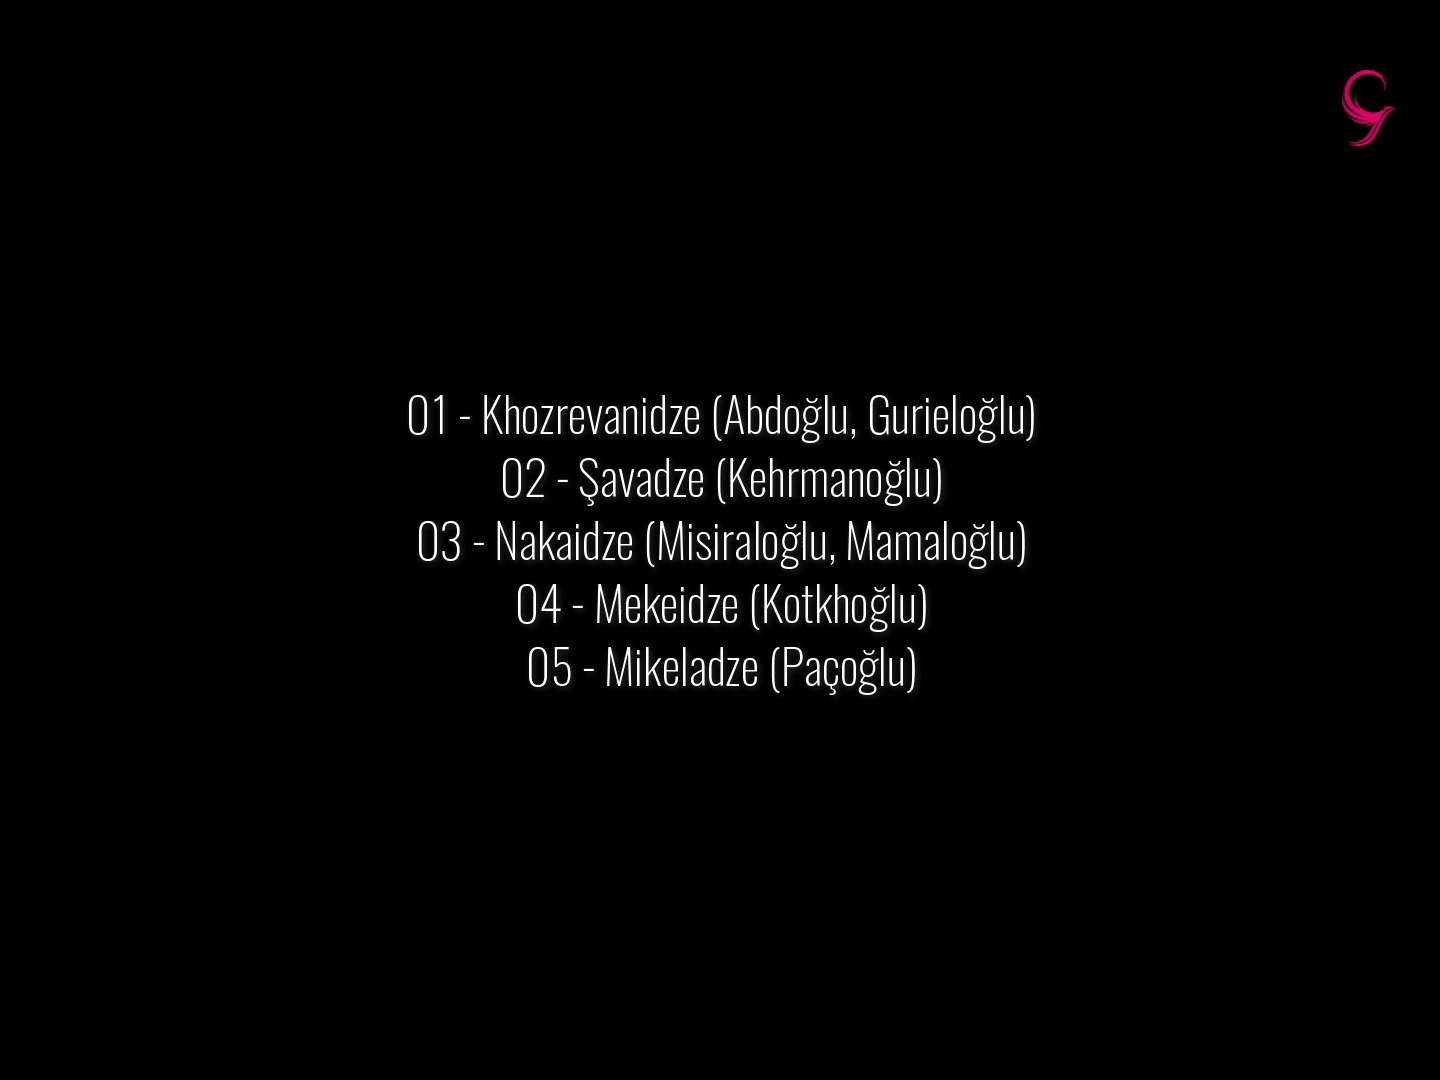 01 - Khozrevanidze (Abdoğlu, Gurieloğlu)
02 - Şavadze (Kehrmanoğlu)
03 - Nakaidze (Misiraloğlu, Mamaloğlu)
04 - Mekeidze (Kotkhoğlu)
05 - Mikeladze (Paçoğlu)